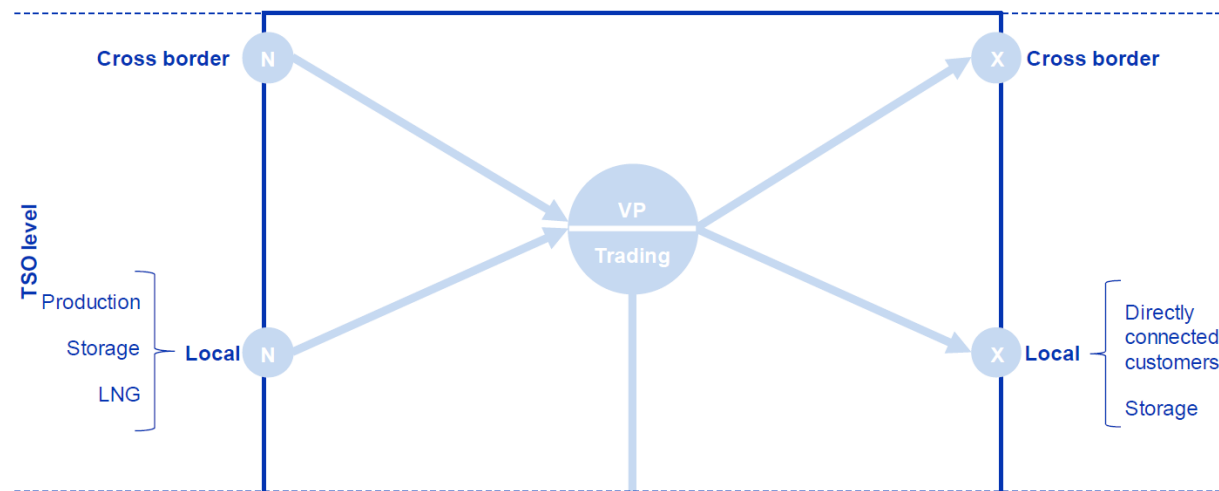 Cross border
N
X
Cross border
VP
Trading
TSO level
Production
Storage
LNG
Local
N
X
Local
Directly
connected
customers
Storage